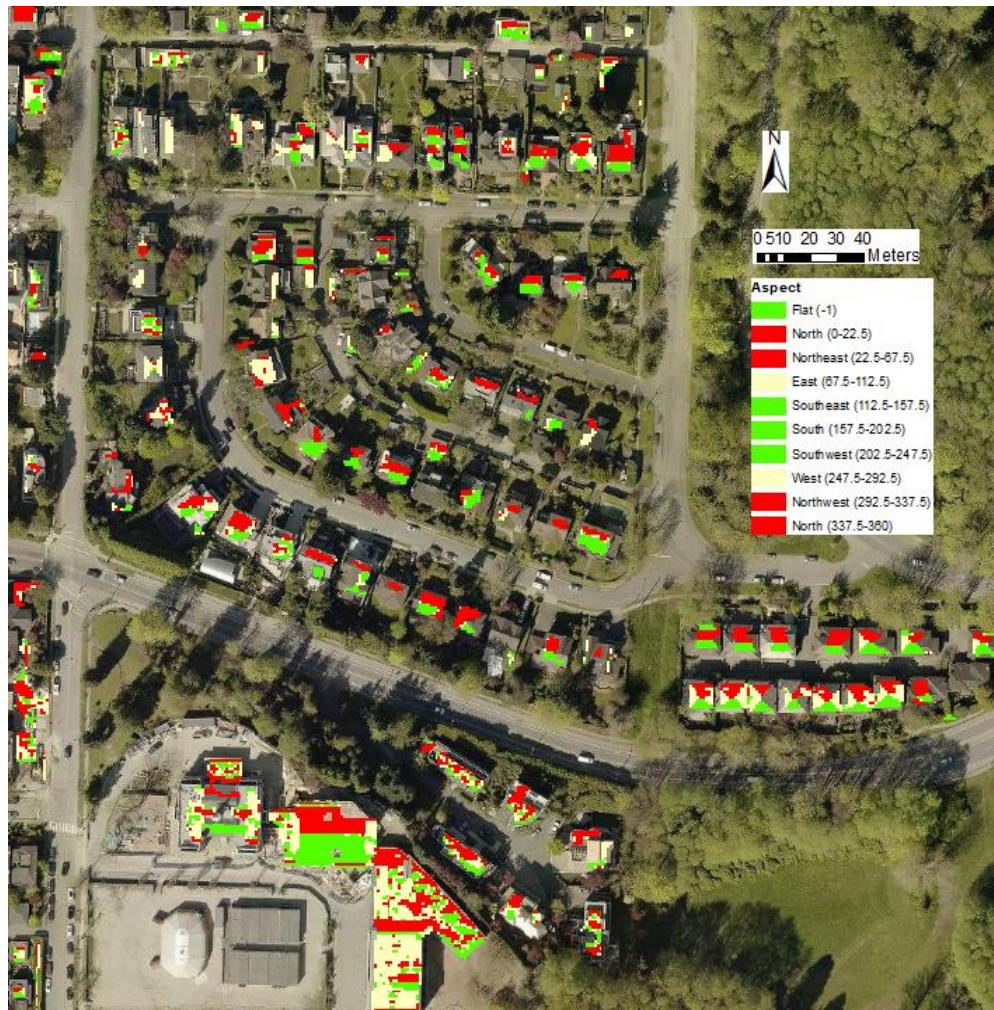 N
0 510 20 30 40
Meters
Aspect
Flat (-1)
North (0-22.5)
Northeast (22.5-67.5)
East (67.5-112.5)
Southeast (112.5-157.5)
South (157.5-202.5)
Southwest (202.5-247.5)
West (247.5-292.5)
Northwest (292.5-337.5)
North (337.5-360)